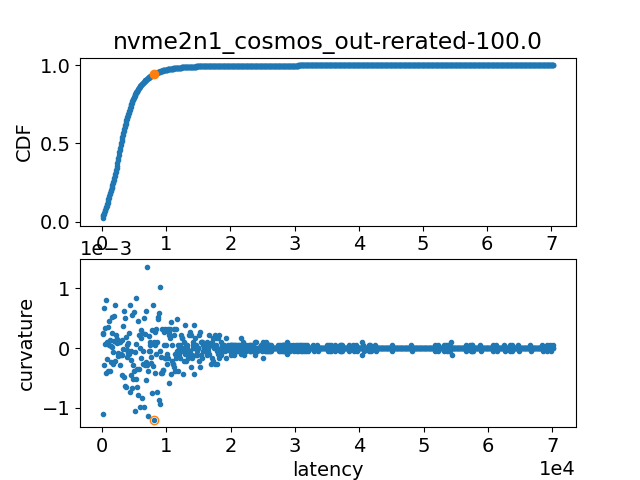 nvme2n1_cosmos_out-rerated-100.0
1.0
0.5
0.0
CDF
0 1 2 3 4 5 6 7
1e−3
1
0
−1
curvature
0 1 2 3 4 5 6 7
latency
1e4